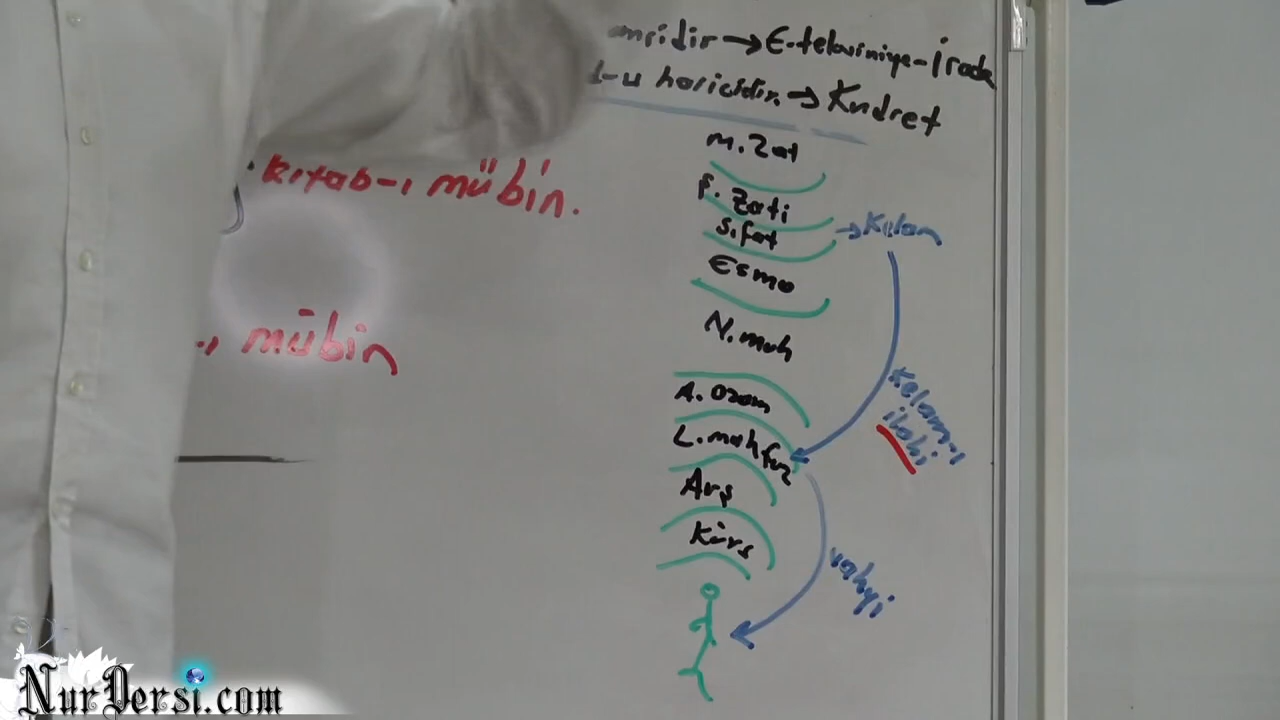 emridir → E.tekviniye-irade
d-u haricidir. → Kudret
M. Zat
Ş. Zati
Sıfat → Kelam
Esma
N. muh
A. Azam
L. mahfuz
Kelam-ı
ilahi
Arş
Kürs
vahyi
Kitab-ı mübin.
mübin
NurDersi.com